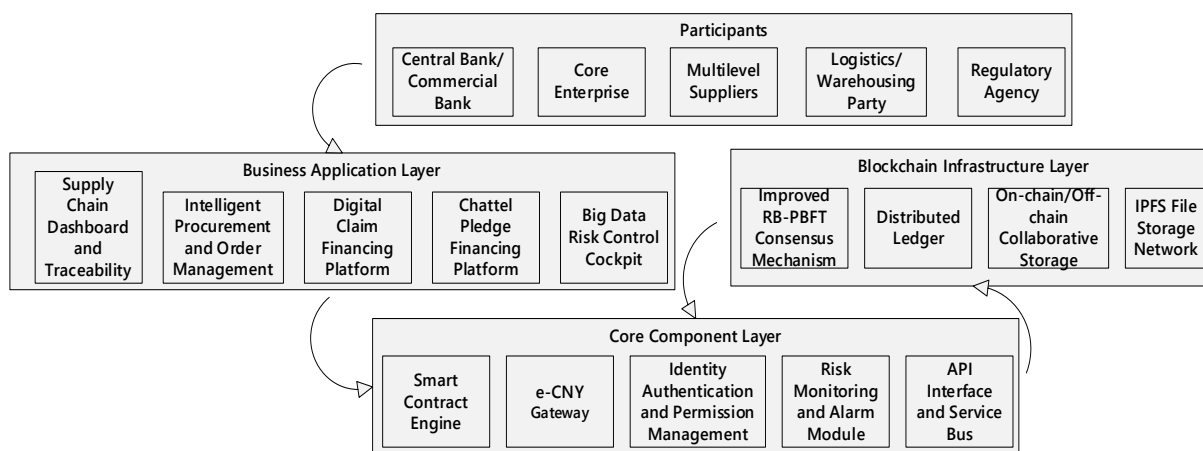 Participants
Central Bank/
Commercial
Bank
Core
Enterprise
Multilevel
Suppliers
Logistics/
Warehousing
Party
Regulatory
Agency
Business Application Layer
Supply
Chain
Dashboard
and
Traceability
Intelligent
Procurement
and Order
Management
Digital
Claim
Financing
Platform
Chattel
Pledge
Financing
Platform
Big Data
Risk Control
Cockpit
Blockchain Infrastructure Layer
Improved
RB-PBFT
Consensus
Mechanism
Distributed
Ledger
On-chain/Off-
chain
Collaborative
Storage
IPFS File
Storage
Network
Core Component Layer
Smart
Contract
Engine
e-CNY
Gateway
Identity
Authentication
and Permission
Management
Risk
Monitoring
and Alarm
Module
API
Interface
and Service
Bus